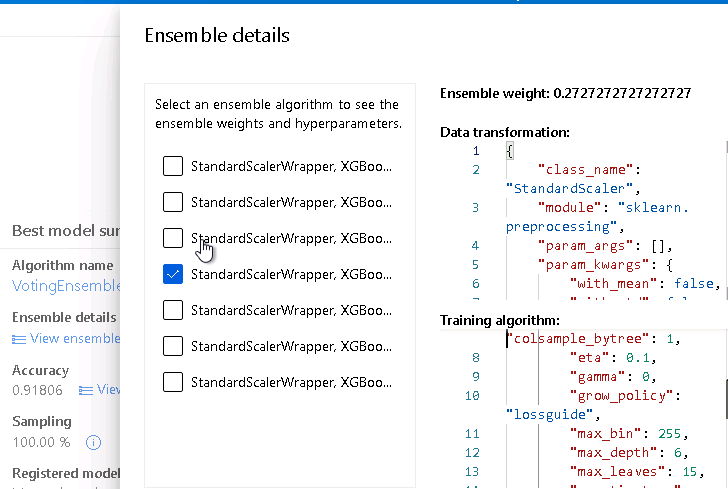 Ensemble details
Select an ensemble algorithm to see the
ensemble weights and hyperparameters.
StandardScalerWrapper, XGBoo...
StandardScalerWrapper, XGBoo...
StandardScalerWrapper, XGBoo...
StandardScalerWrapper, XGBoo...
StandardScalerWrapper, XGBoo...
StandardScalerWrapper, XGBoo...
StandardScalerWrapper, XGBoo...
Ensemble weight: 0.2727272727272727
Data transformation:
1 {
2 "class_name":
"StandardScaler",
3 "module": "sklearn.
preprocessing",
4 "param_args": [],
5 "param_kwargs": {
6 "with_mean": false,
Training algorithm:
"colsample_bytree": 1,
8 "eta": 0.1,
9 "gamma": 0,
10 "grow_policy":
"lossguide",
11 "max_bin": 255,
12 "max_depth": 6,
13 "max_leaves": 15,
Best model sum
Algorithm name
VotingEnsemble
Ensemble details
View ensemble
Accuracy
0.91806 View
Sampling
100.00 %
Registered model